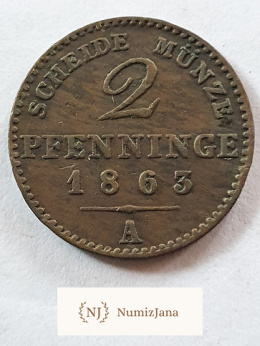 SCHEIDE MÜNZE
2
PFENNINGE
1863
A
NJ NumizJana